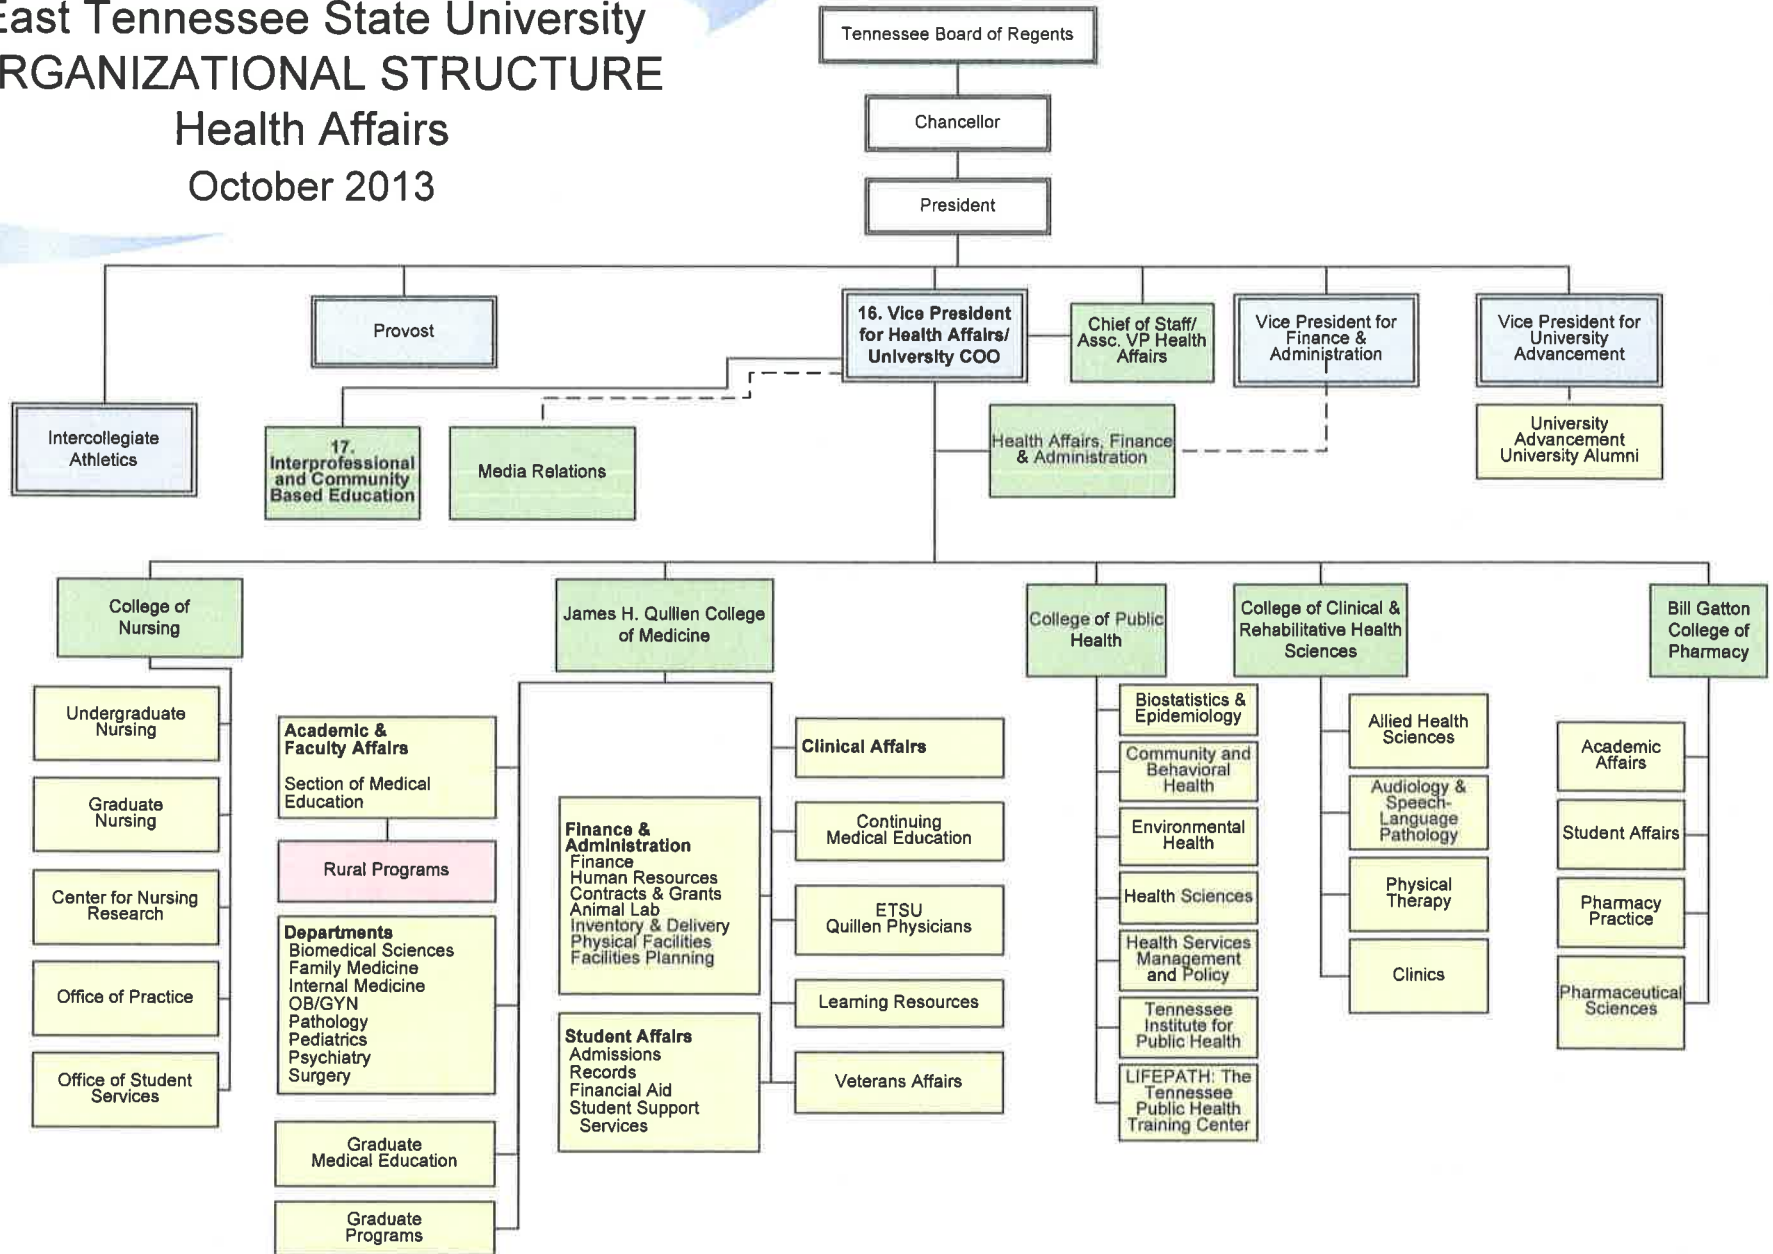 East Tennessee State University
RGANIZATIONAL STRUCTURE
Health Affairs
October 2013
Tennessee Board of Regents
Chancellor
President
Intercollegiate
Athletics
Provost
16. Vice President
for Health Affairs/
University COO
Chief of Staff/
Assc. VP Health
Affairs
Vice President for
Finance &
Administration
Vice President for
University
Advancement
17.
Interprofessional
and Community
Based Education
Media Relations
Health Affairs, Finance
& Administration
University
Advancement
University Alumni
College of
Nursing
James H. Quillen College
of Medicine
College of Public
Health
College of Clinical &
Rehabilitative Health
Sciences
Bill Gatton
College of
Pharmacy
Undergraduate
Nursing
Graduate
Nursing
Center for Nursing
Research
Office of Practice
Office of Student
Services
Academic &
Faculty Affairs
Section of Medical
Education
Rural Programs
Departments
Biomedical Sciences
Family Medicine
Internal Medicine
OB/GYN
Pathology
Pediatrics
Psychiatry
Surgery
Graduate
Medical Education
Graduate
Programs
Finance &
Administration
Finance
Human Resources
Contracts & Grants
Animal Lab
Inventory & Delivery
Physical Facilities
Facilities Planning
Student Affairs
Admissions
Records
Financial Aid
Student Support
Services
Clinical Affairs
Continuing
Medical Education
ETSU
Quillen Physicians
Learning Resources
Veterans Affairs
Biostatistics &
Epidemiology
Community and
Behavioral
Health
Environmental
Health
Health Sciences
Health Services
Management
and Policy
Tennessee
Institute for
Public Health
LIFEPATH: The
Tennessee
Public Health
Training Center
Allied Health
Sciences
Audiology &
Speech-
Language
Pathology
Physical
Therapy
Clinics
Academic
Affairs
Student Affairs
Pharmacy
Practice
Pharmaceutical
Sciences